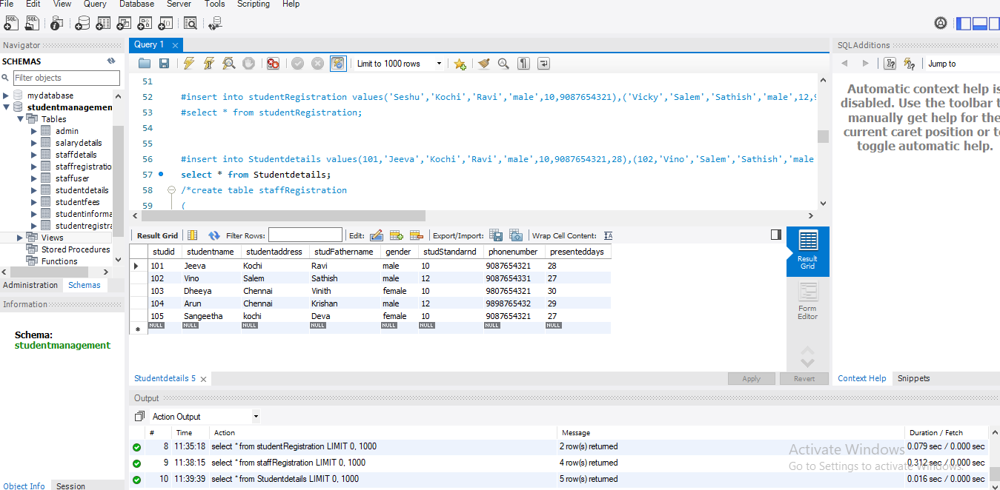 File Edit View Query Database Server Tools Scripting Help
Navigator
SCHEMAS
Filter objects
mydatabase
studentmanagement
Tables
admin
salarydetails
staffdetails
staffregistratio
staffuser
studentdetails
studentfees
studentinforma
studentregistra
Views
Stored Procedures
Functions
Administration Schemas
Information
Schema:
studentmanagement
Object Info Session
Query 1
Limit to 1000 rows
51
52 #insert into studentRegistration values('Seshu','Kochi','Ravi','male',10,9087654321),('Vicky','Salem','Sathish','male',12,9
53 #select * from studentRegistration;
54
55
56 #insert into Studentdetails values(101,'Jeeva','Kochi','Ravi','male',10,9087654321,28),(102,'Vino','Salem','Sathish','male
57 select * from Studentdetails;
58 /*create table staffRegistration
59 (
Result Grid Filter Rows: Edit: Export/Import: Wrap Cell Content:
studid studentname studentaddress studFathername gender studStandarnd phonenumber presenteddays
101 Jeeva Kochi Ravi male 10 9087654321 28
102 Vino Salem Sathish male 12 9087654331 27
103 Dheeya Chennai Vinith female 10 9807654321 30
104 Arun Chennai Krishan male 12 9898765432 29
105 Sangeetha kochi Deva female 10 9087654321 27
NULL NULL NULL NULL NULL NULL NULL NULL
Result
Grid
Form
Editor
Studentdetails 5
Apply Revert
SQLAdditions
Jump to
Automatic context help is
disabled. Use the toolbar t
manually get help for the
current caret position or to
toggle automatic help.
Context Help Snippets
Output
Action Output
# Time Action Message Duration / Fetch
8 11:35:18 select * from studentRegistration LIMIT 0, 1000 2 row(s) returned 0.079 sec / 0.000 sec
9 11:38:15 select * from staffRegistration LIMIT 0, 1000 4 row(s) returned 0.312 sec / 0.000 sec
10 11:39:39 select * from Studentdetails LIMIT 0, 1000 5 row(s) returned 0.016 sec / 0.000 sec
Activate Windows
Go to Settings to activate Windows.